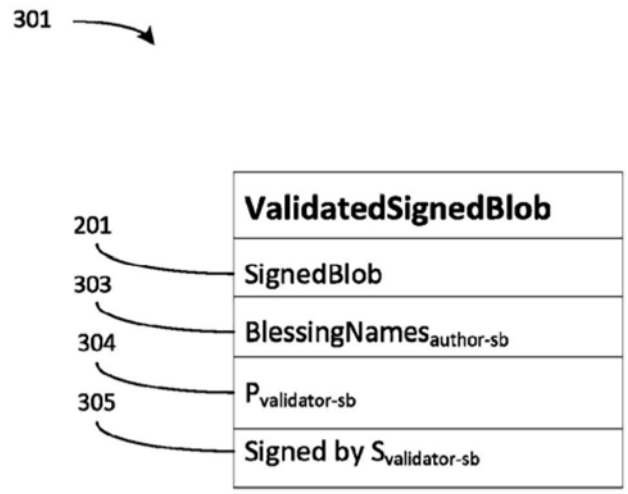 301
ValidatedSignedBlob
201
SignedBlob
303
BlessingNamesauthor-sb
304
Pvalidator-sb
305
Signed by Svalidator-sb